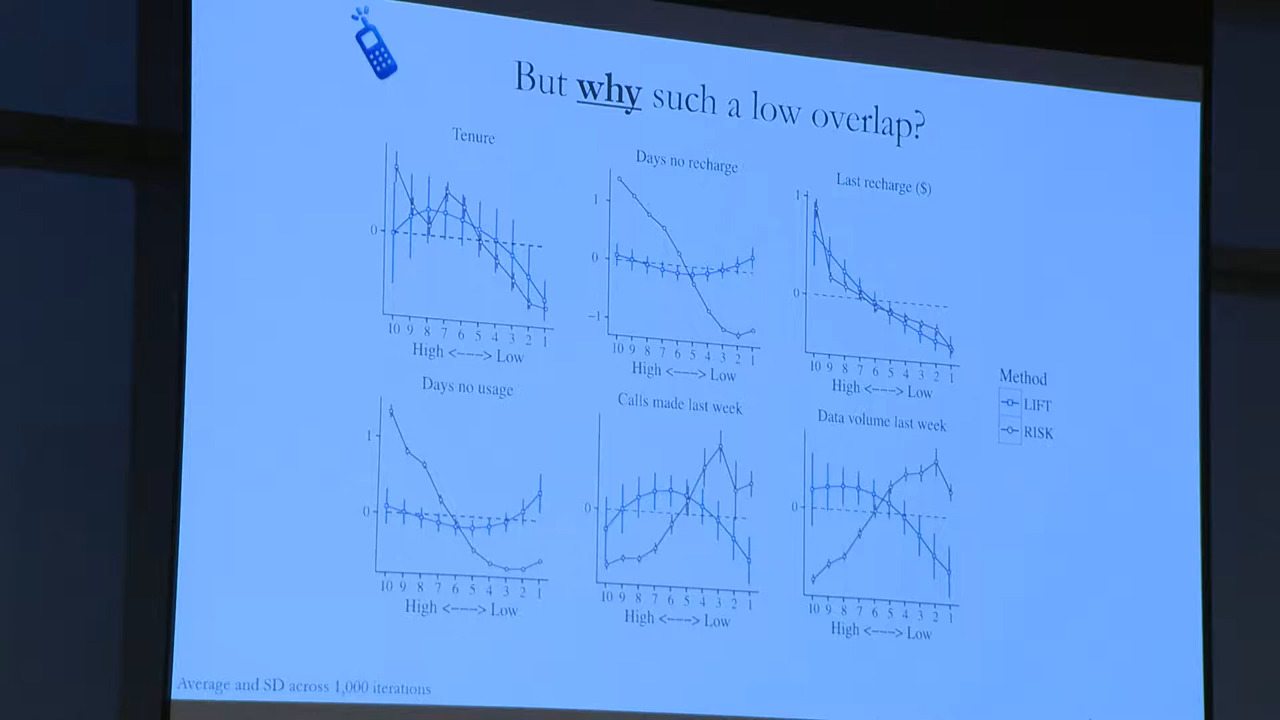 But why such a low overlap?
Tenure
0
10 9 8 7 6 5 4 3 2 1
High <----> Low
Days no recharge
1
0
-1
10 9 8 7 6 5 4 3 2 1
High <----> Low
Last recharge ($)
1
0
10 9 8 7 6 5 4 3 2 1
High <----> Low
Days no usage
1
0
10 9 8 7 6 5 4 3 2 1
High <----> Low
Calls made last week
0
10 9 8 7 6 5 4 3 2 1
High <----> Low
Data volume last week
0
10 9 8 7 6 5 4 3 2 1
High <----> Low
Method
LIFT
RISK
Average and SD across 1,000 iterations